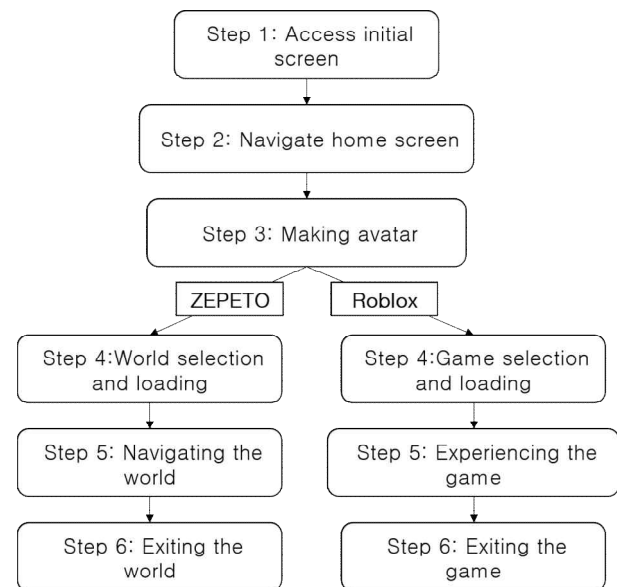 Step 1: Access initial
screen
Step 2: Navigate home screen
Step 3: Making avatar
ZEPETO
Roblox
Step 4:World selection
and loading
Step 4:Game selection
and loading
Step 5: Navigating the
world
Step 5: Experiencing the
game
Step 6: Exiting the
world
Step 6: Exiting the
game